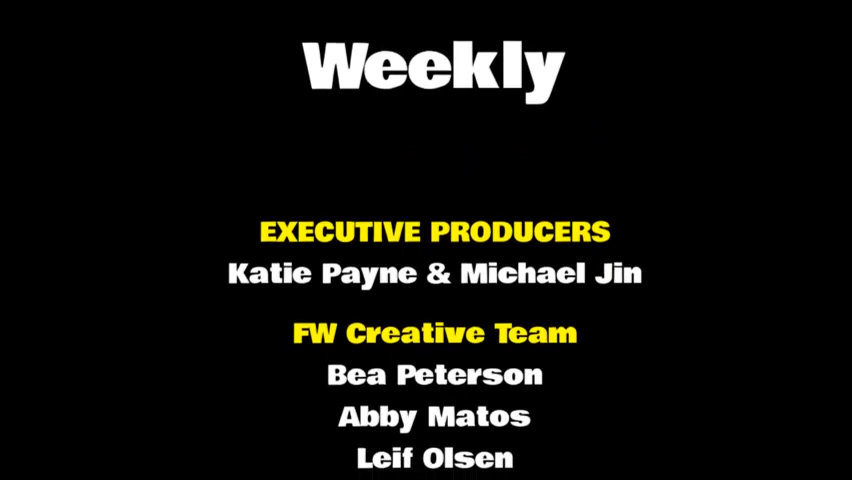 Weekly
EXECUTIVE PRODUCERS
Katie Payne & Michael Jin
FW Creative Team
Bea Peterson
Abby Matos
Leif Olsen